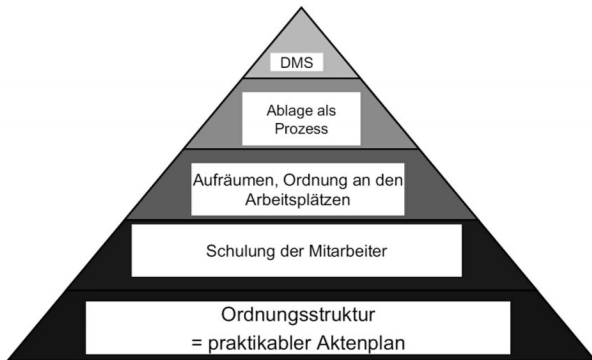 DMS
Ablage als
Prozess
Aufräumen, Ordnung an den
Arbeitsplätzen
Schulung der Mitarbeiter
Ordnungsstruktur
= praktikabler Aktenplan